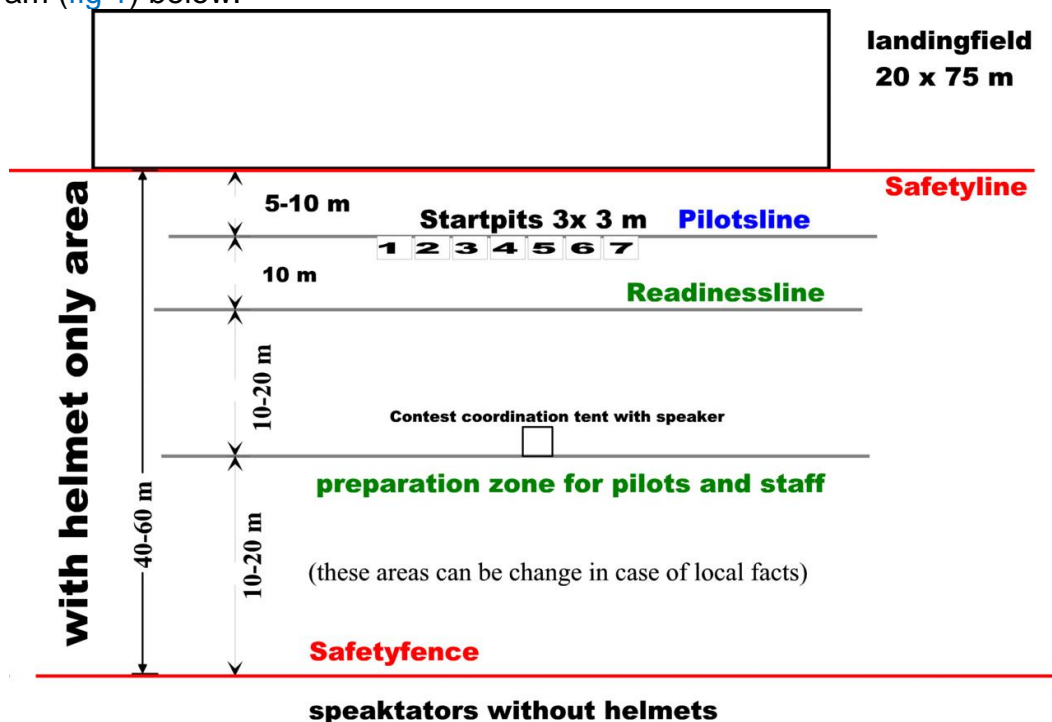 am (fig 1) below.
landingfield
20 x 75 m
Safetyline
5-10 m
Startpits 3x 3 m
Pilotsline
1 2 3 4 5 6 7
10 m
Readinessline
with helmet only area
40-60 m
10-20 m
Contest coordination tent with speaker
preparation zone for pilots and staff
10-20 m
(these areas can be change in case of local facts)
Safetyfence
speaktators without helmets